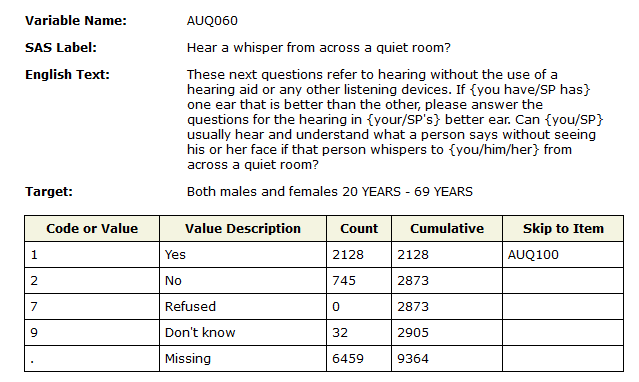 Variable Name: AUQ060
SAS Label: Hear a whisper from across a quiet room?
English Text: These next questions refer to hearing without the use of a
hearing aid or any other listening devices. If {you have/SP has}
one ear that is better than the other, please answer the
questions for the hearing in {your/SP's} better ear. Can {you/SP}
usually hear and understand what a person says without seeing
his or her face if that person whispers to {you/him/her} from
across a quiet room?
Target: Both males and females 20 YEARS - 69 YEARS
Code or Value Value Description Count Cumulative Skip to Item
1 Yes 2128 2128 AUQ100
2 No 745 2873
7 Refused 0 2873
9 Don't know 32 2905
. Missing 6459 9364